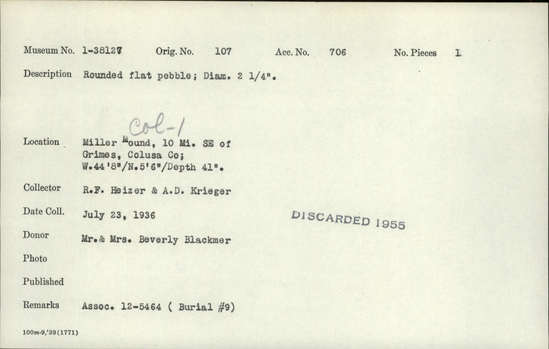 Museum No. 1-38127 Orig. No. 107 Acc. No. 706 No. Pieces 1
Description Rounded flat pebble; Diam. 2 1/4".
Col-1
Location Miller Mound, 10 Mi. SE of
Grimes, Colusa Co;
W.44'8"/N.5'6"/Depth 41".
Collector R.F. Heizer & A.D. Krieger
Date Coll. July 23, 1936
DISCARDED 1955
Donor Mr.& Mrs. Beverly Blackmer
Photo
Published
Remarks Assoc. 12-5464 ( Burial #9)
100m-9,'39(1771)